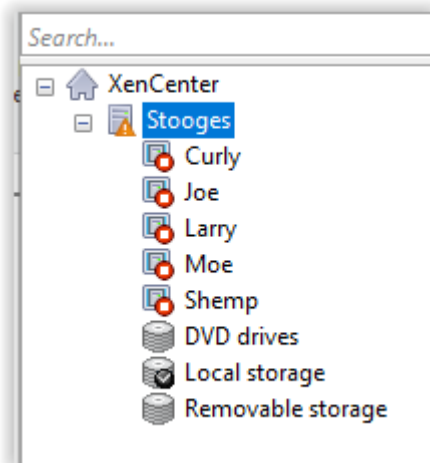 Search...
XenCenter
Stooges
Curly
Joe
Larry
Moe
Shemp
DVD drives
Local storage
Removable storage